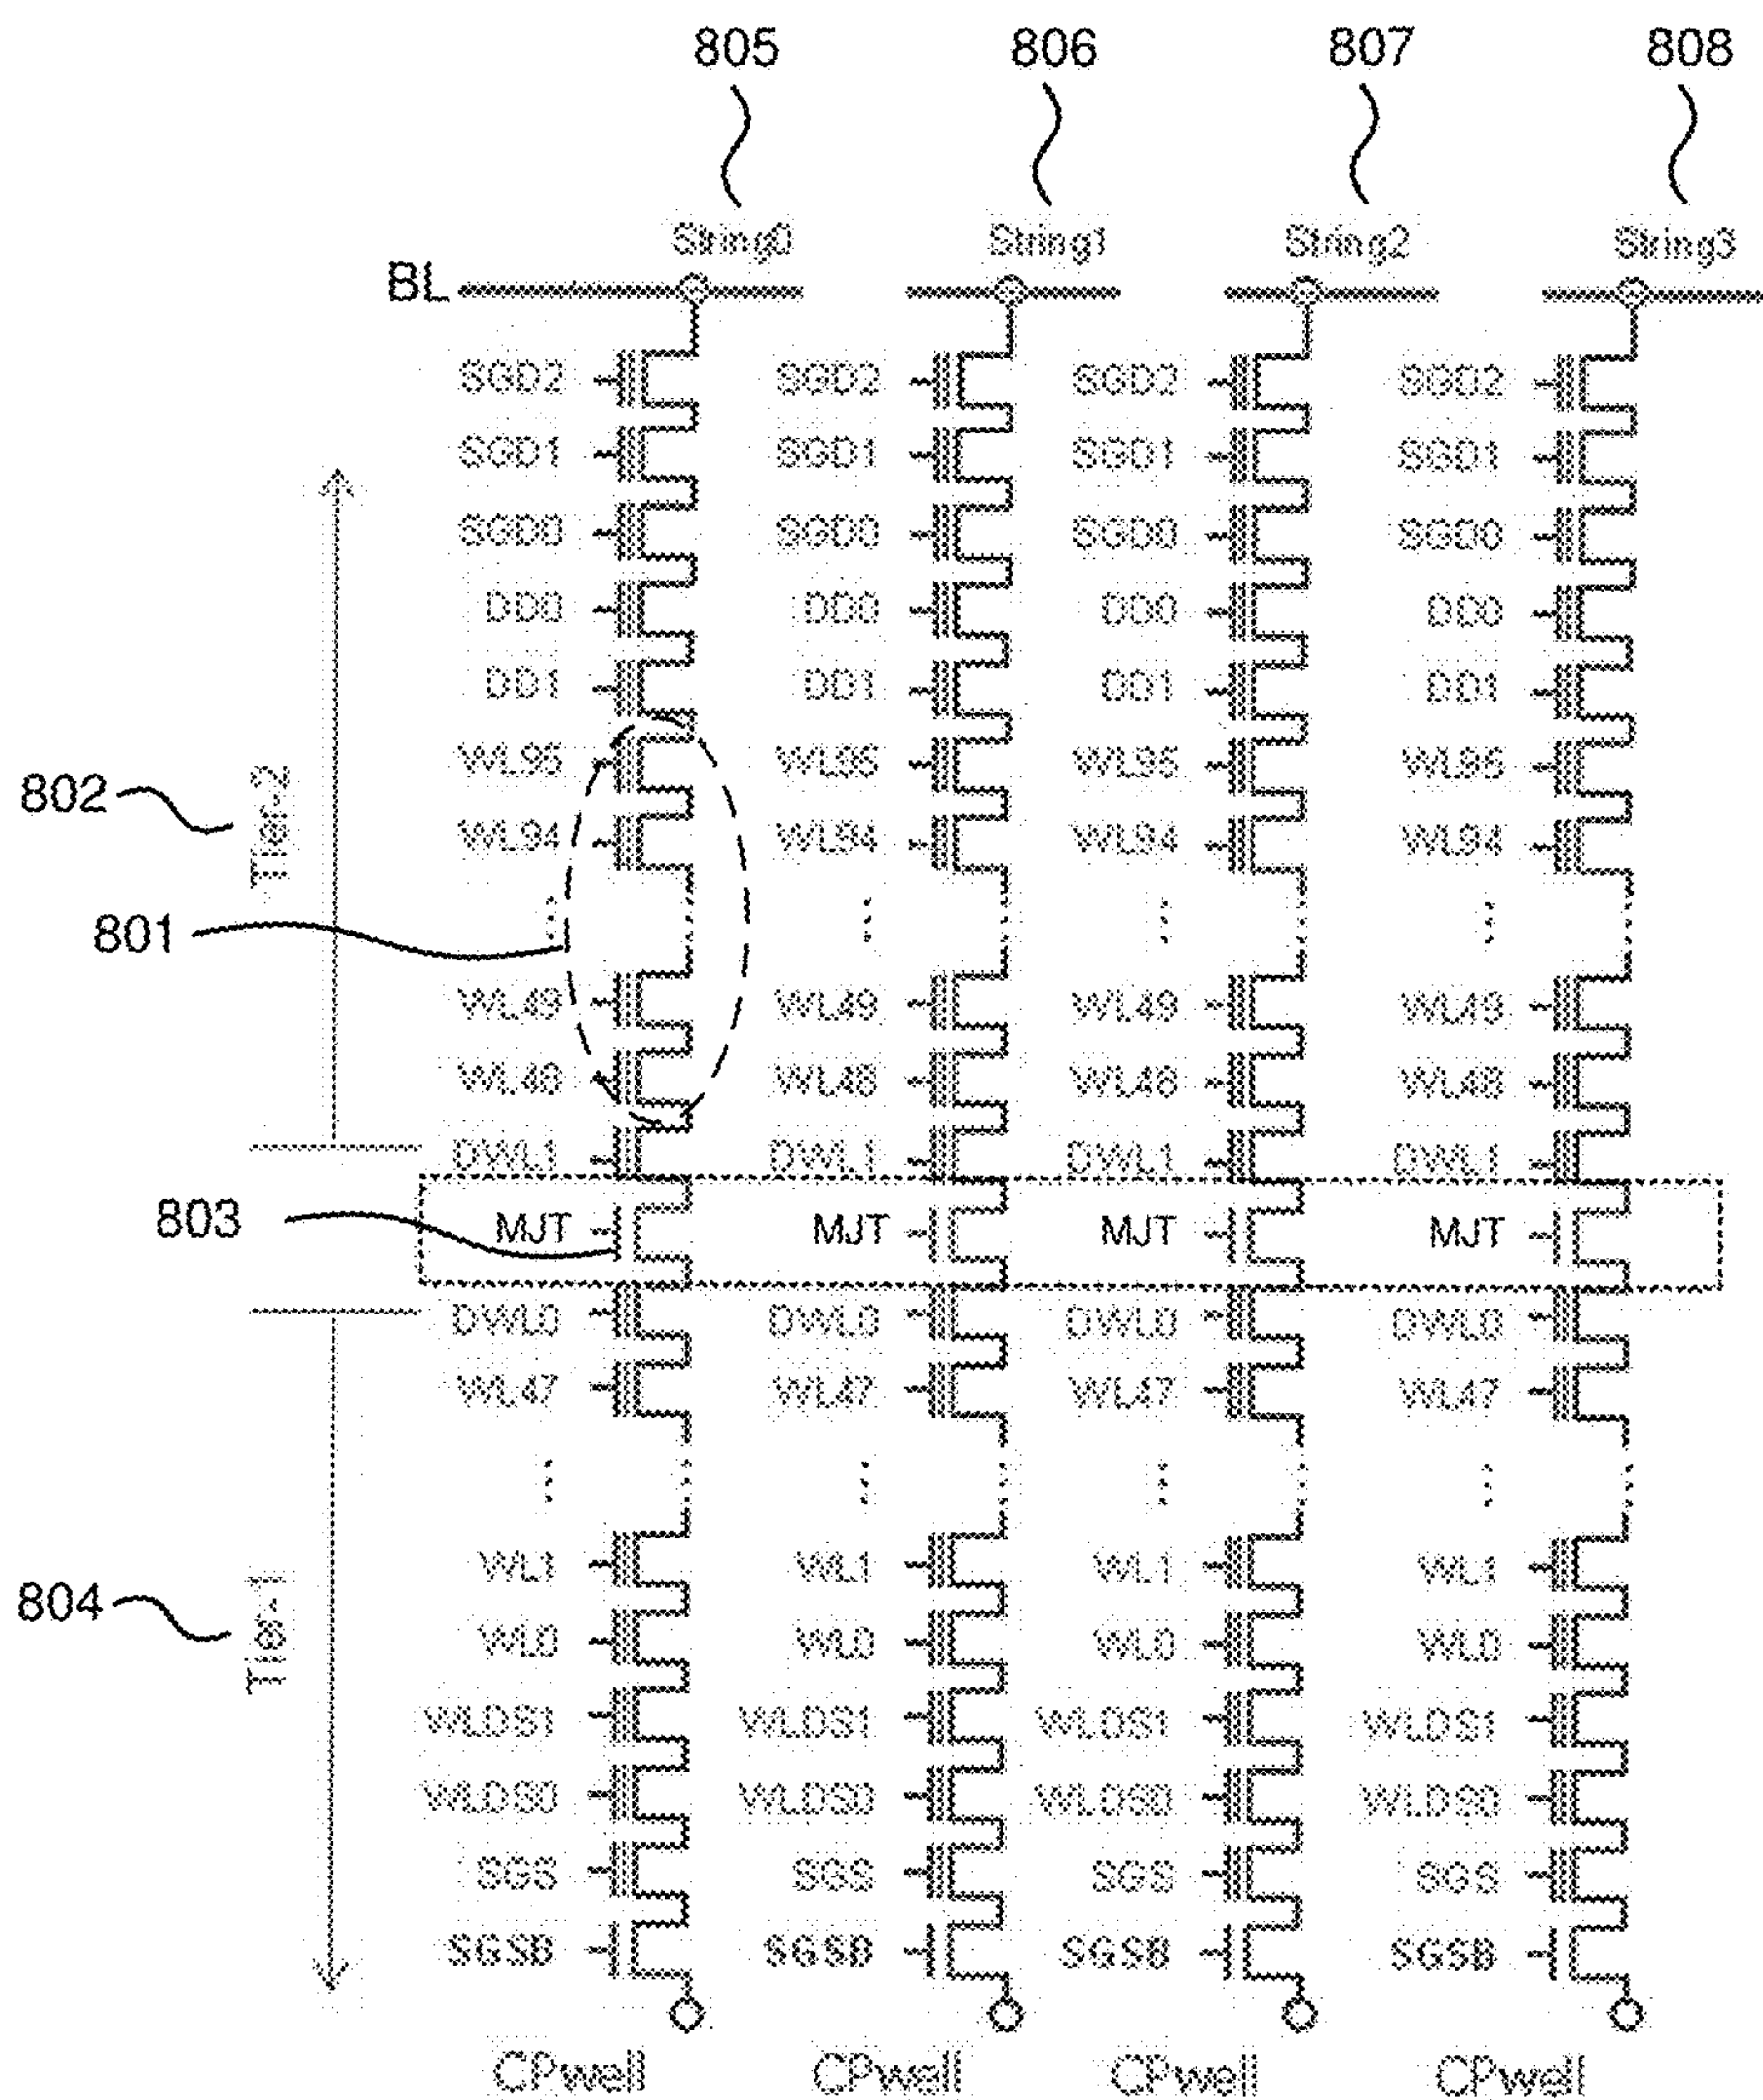 805 806 807 808
String0 String1 String2 String3
BL
SGD2 SGD2 SGD2 SGD2
SGD1 SGD1 SGD1 SGD1
SGD0 SGD0 SGD0 SGD0
DD0 DD0 DD0 DD0
DD1 DD1 DD1 DD1
802 Tier-2
WL95 WL95 WL95 WL95
WL94 WL94 WL94 WL94
801 ⋮ ⋮ ⋮ ⋮
WL49 WL49 WL49 WL49
WL48 WL48 WL48 WL48
DWL1 DWL1 DWL1 DWL1
803 MJT MJT MJT MJT
DWL0 DWL0 DWL0 DWL0
WL47 WL47 WL47 WL47
⋮ ⋮ ⋮ ⋮
WL1 WL1 WL1 WL1
804 Tier-1
WL0 WL0 WL0 WL0
WLDS1 WLDS1 WLDS1 WLDS1
WLDS0 WLDS0 WLDS0 WLDS0
SGS SGS SGS SGS
SGSB SGSB SGSB SGSB
CPwell CPwell CPwell CPwell